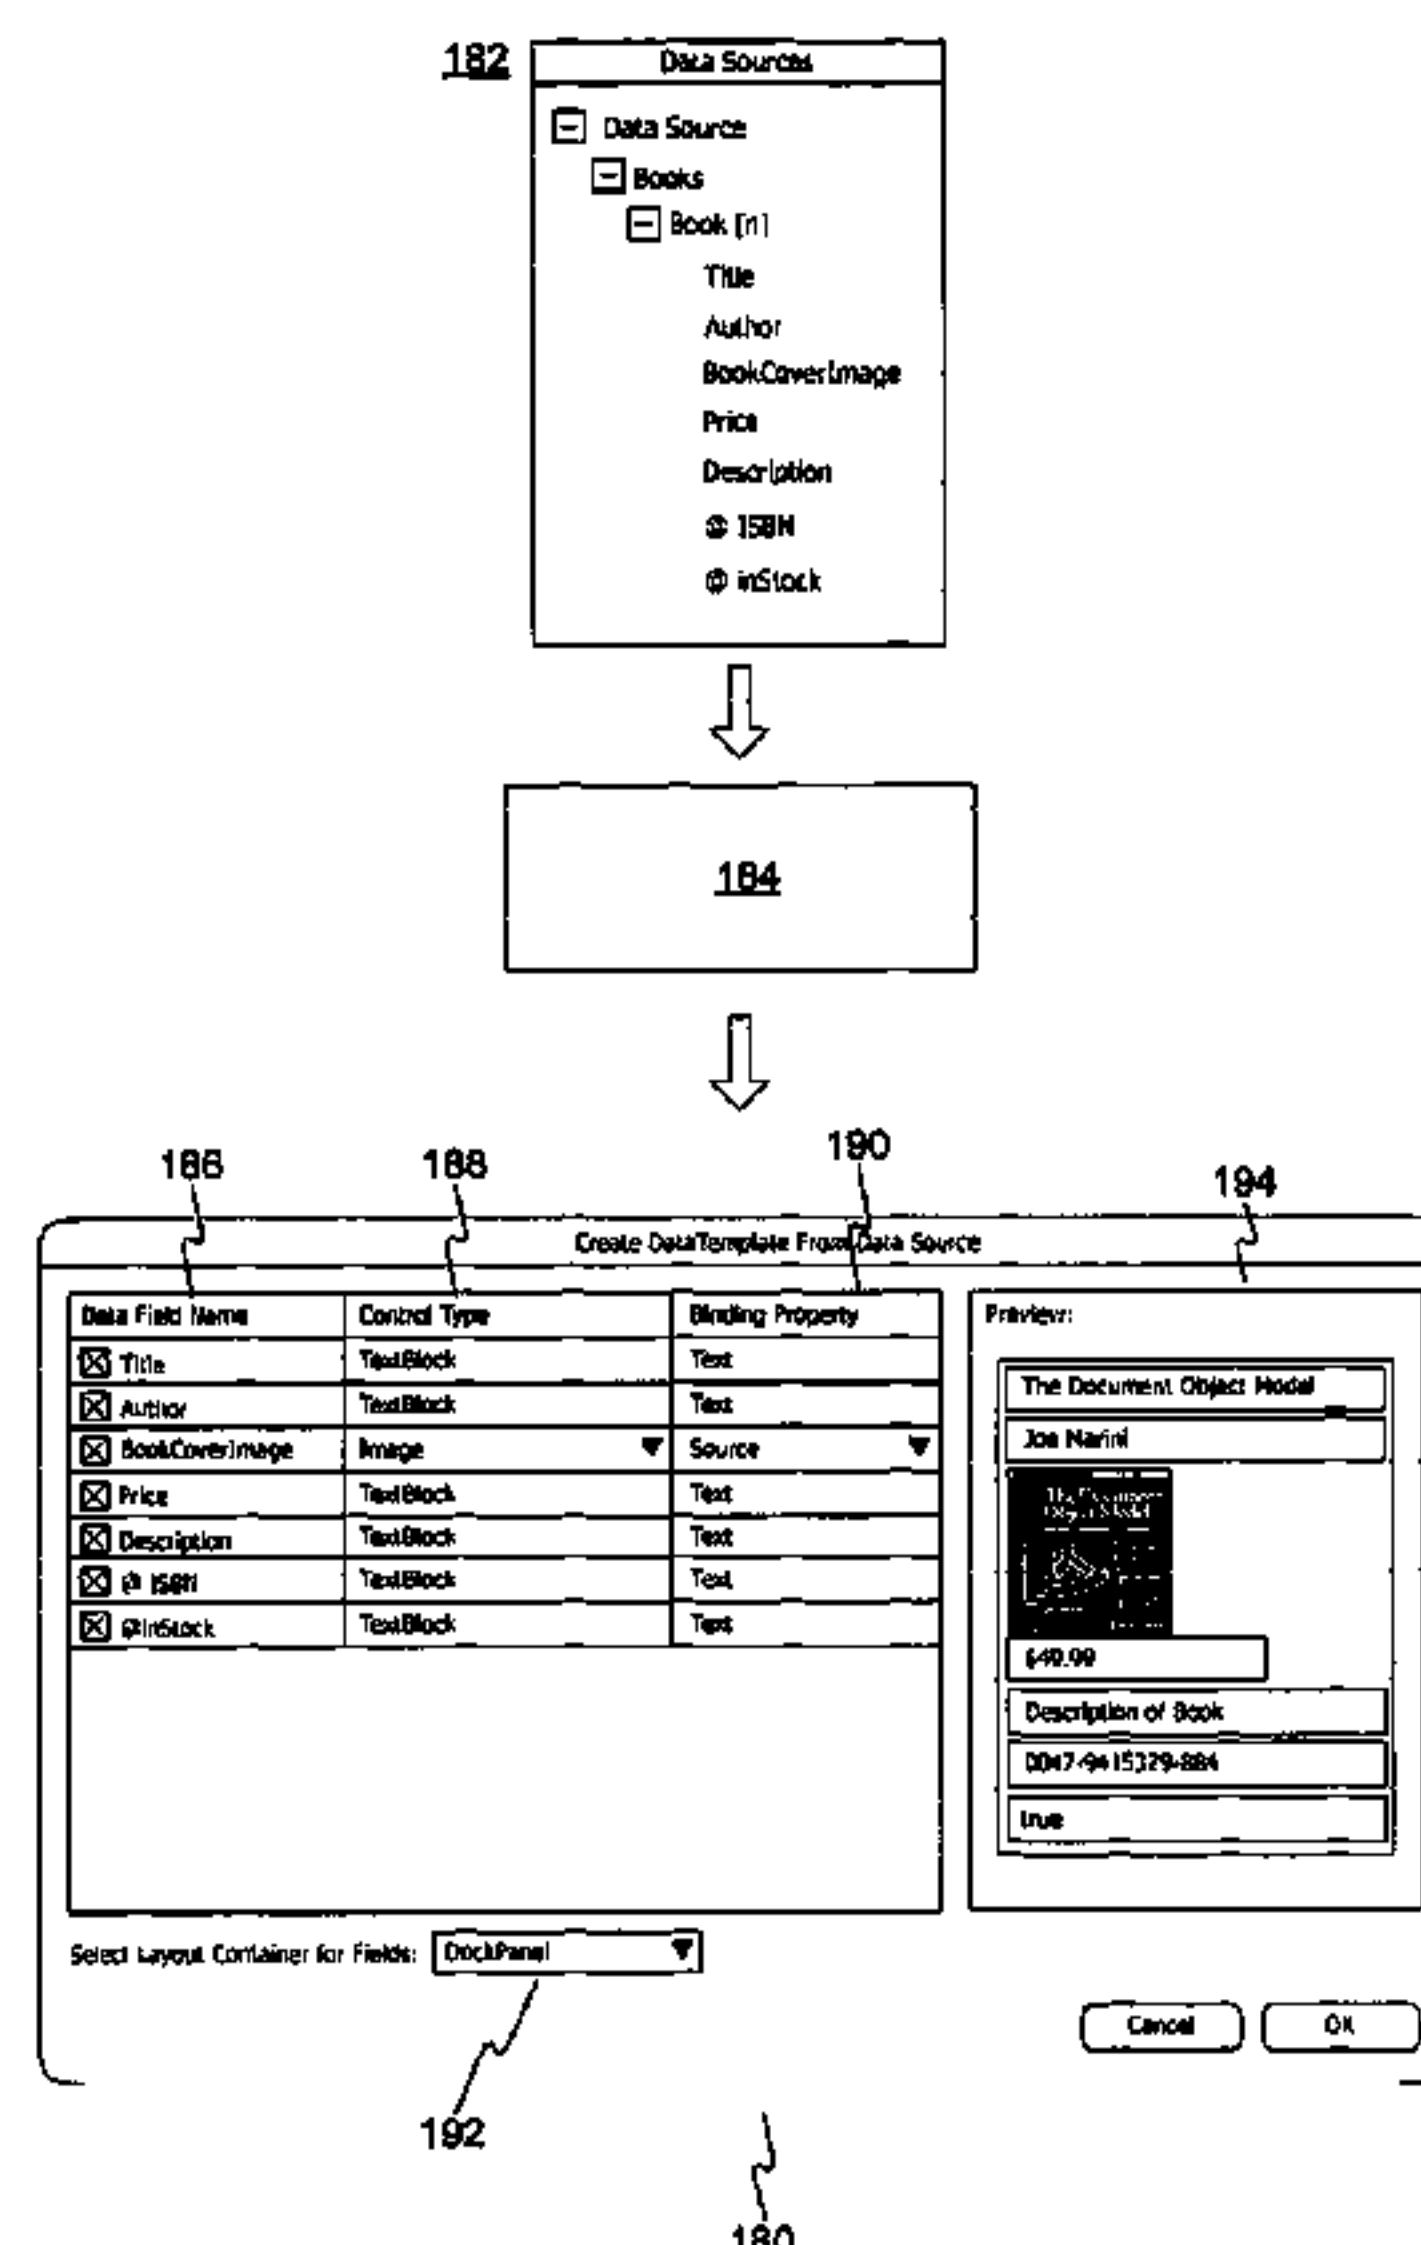 182
Data Sources
Data Source
Books
Book [n]
Title
Author
BookCoverImage
Price
Description
@ ISBN
@ inStock
184
186
188
190
194
Create DataTemplate From Data Source
Data Field Name Control Type Binding Property
Title TextBlock Text
Author TextBlock Text
BookCoverImage Image Source
Price TextBlock Text
Description TextBlock Text
@ ISBN TextBlock Text
@inStock TextBlock Text
Preview:
The Document Object Model
Joe Marini
$49.99
Description of Book
true
Select Layout Container for Fields: DockPanel
Cancel OK
192
180